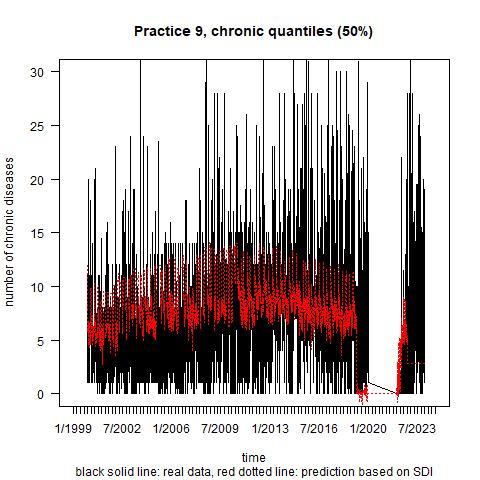 Practice 9, chronic quantiles (50%)
number of chronic diseases
30
25
20
15
10
5
0
1/1999 7/2002 1/2006 7/2009 1/2013 7/2016 1/2020 7/2023
time
black solid line: real data, red dotted line: prediction based on SDI